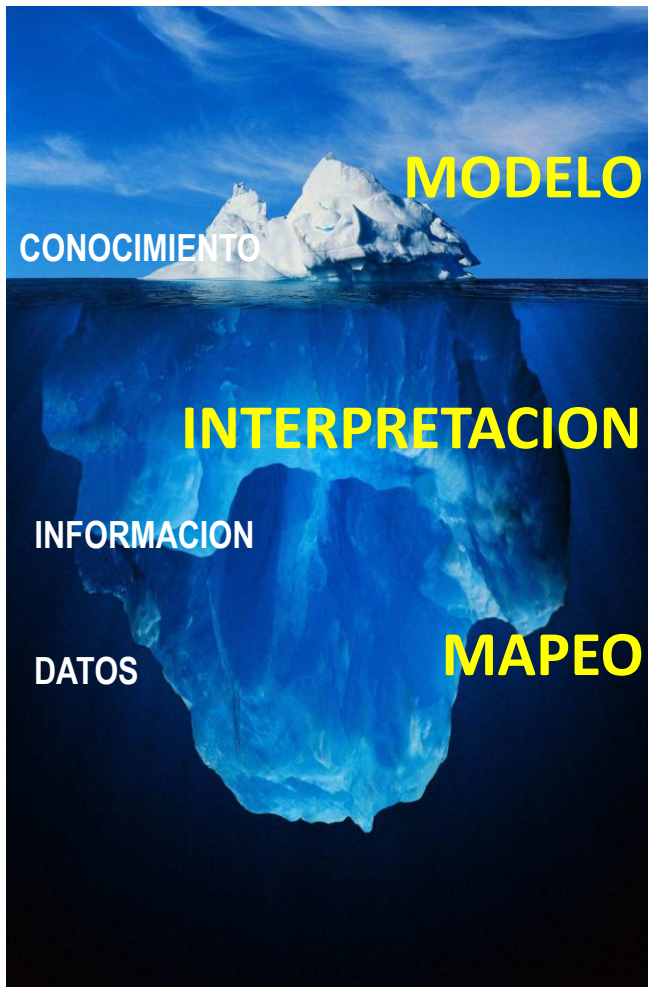 MODELO
CONOCIMIENTO
INTERPRETACION
INFORMACION
MAPEO
DATOS